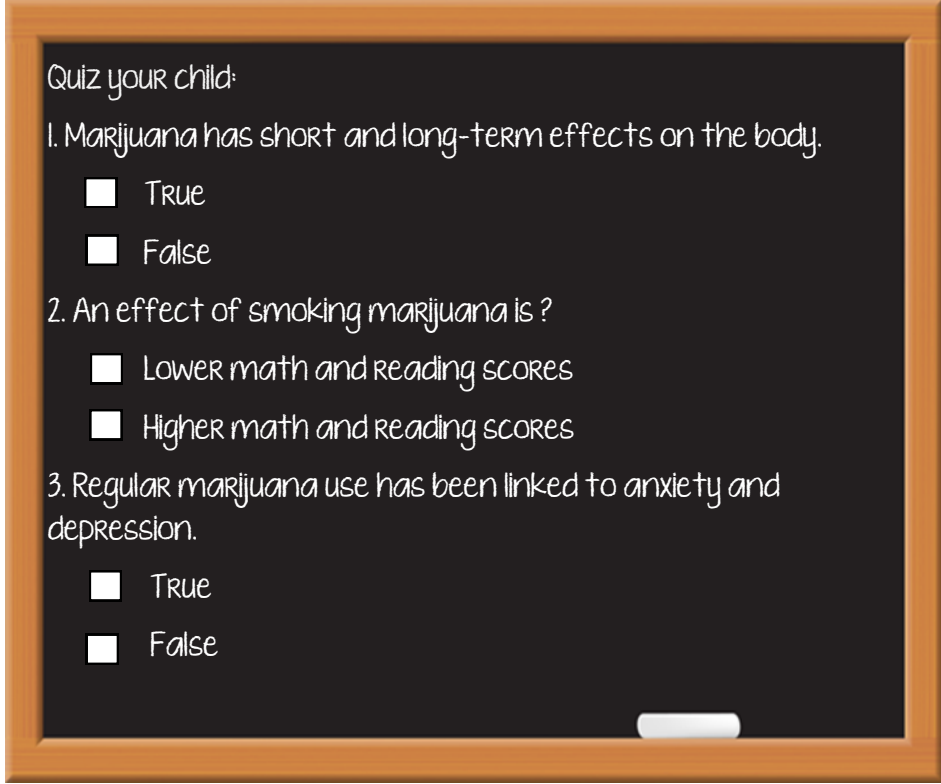 Quiz your child:
1. Marijuana has short and long-term effects on the body.
True
False
2. An effect of smoking marijuana is ?
Lower math and reading scores
Higher math and reading scores
3. Regular marijuana use has been linked to anxiety and
depression.
True
False